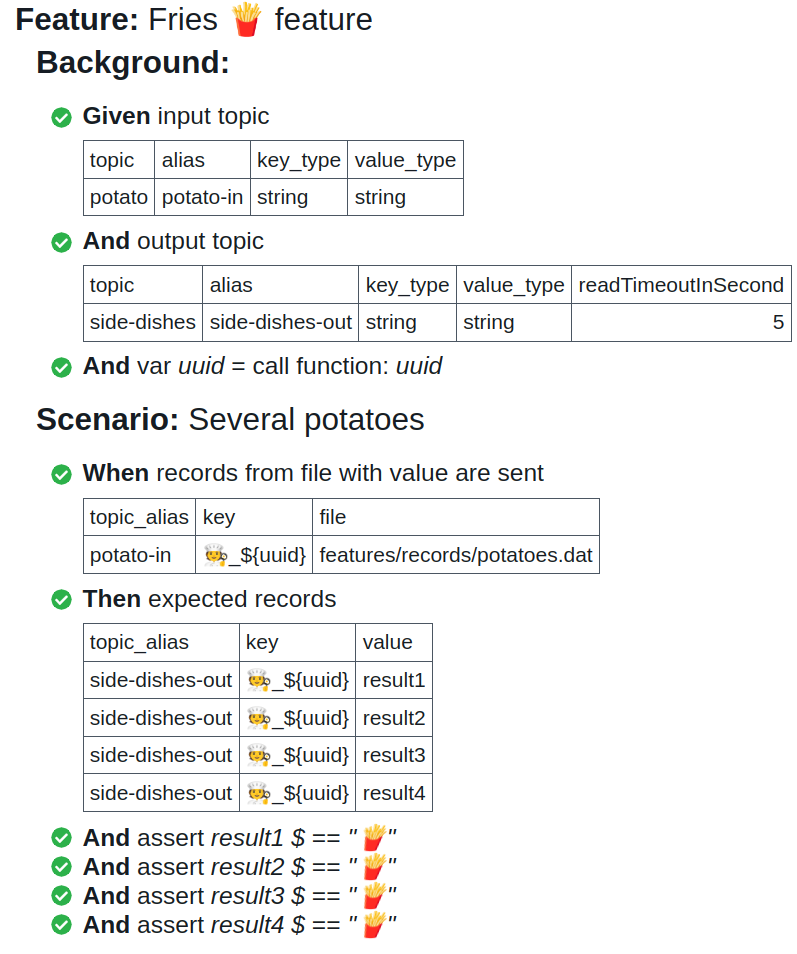 Feature: Fries 🍟 feature
Background:
Given input topic
topic alias key_type value_type
potato potato-in string string
And output topic
topic alias key_type value_type readTimeoutInSecond
side-dishes side-dishes-out string string 5
And var uuid = call function: uuid
Scenario: Several potatoes
When records from file with value are sent
topic_alias key file
potato-in 🧑‍🍳_${uuid} features/records/potatoes.dat
Then expected records
topic_alias key value
side-dishes-out 🧑‍🍳_${uuid} result1
side-dishes-out 🧑‍🍳_${uuid} result2
side-dishes-out 🧑‍🍳_${uuid} result3
side-dishes-out 🧑‍🍳_${uuid} result4
And assert result1 $ == "🍟"
And assert result2 $ == "🍟"
And assert result3 $ == "🍟"
And assert result4 $ == "🍟"